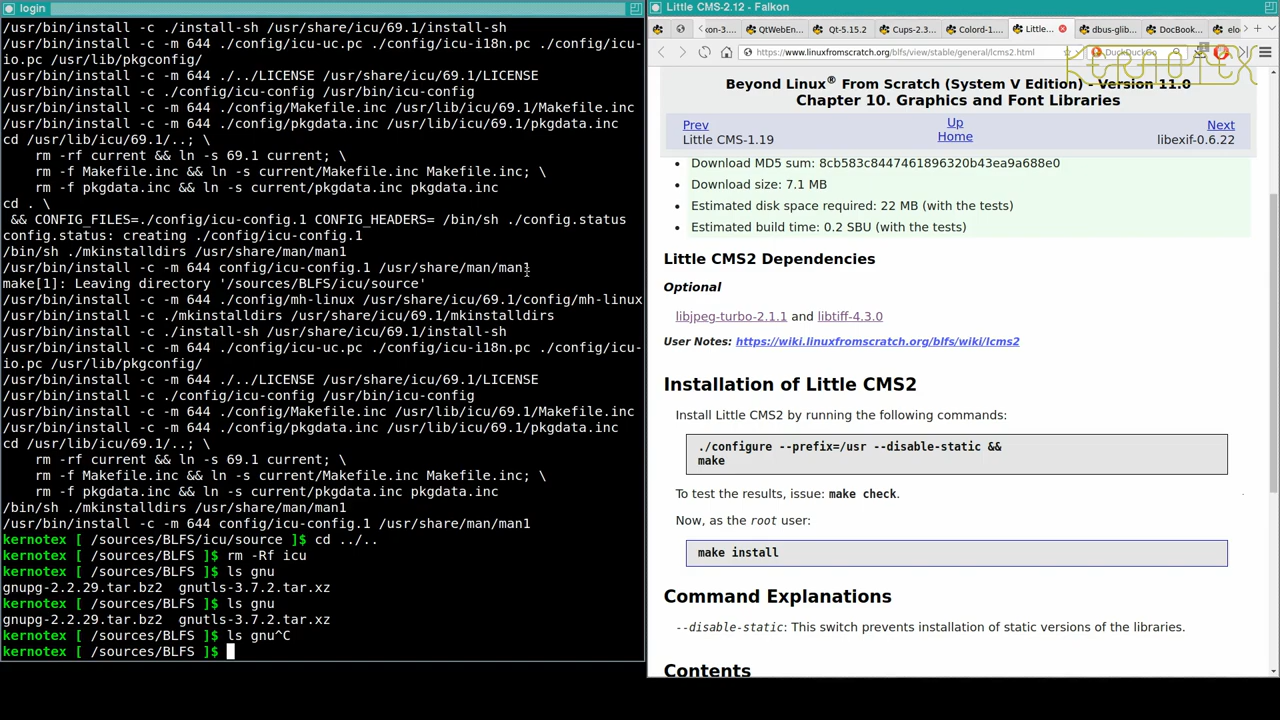 login
/usr/bin/install -c ./install-sh /usr/share/icu/69.1/install-sh
/usr/bin/install -c -m 644 ./config/icu-uc.pc ./config/icu-i18n.pc ./config/icu-
io.pc /usr/lib/pkgconfig/
/usr/bin/install -c -m 644 ./../LICENSE /usr/share/icu/69.1/LICENSE
/usr/bin/install -c ./config/icu-config /usr/bin/icu-config
/usr/bin/install -c -m 644 ./config/Makefile.inc /usr/lib/icu/69.1/Makefile.inc
/usr/bin/install -c -m 644 ./config/pkgdata.inc /usr/lib/icu/69.1/pkgdata.inc
cd /usr/lib/icu/69.1/..; \
rm -rf current && ln -s 69.1 current; \
rm -f Makefile.inc && ln -s current/Makefile.inc Makefile.inc; \
rm -f pkgdata.inc && ln -s current/pkgdata.inc pkgdata.inc
cd . \
&& CONFIG_FILES=./config/icu-config.1 CONFIG_HEADERS= /bin/sh ./config.status
config.status: creating ./config/icu-config.1
/bin/sh ./mkinstalldirs /usr/share/man/man1
/usr/bin/install -c -m 644 config/icu-config.1 /usr/share/man/man1
make[1]: Leaving directory '/sources/BLFS/icu/source'
/usr/bin/install -c -m 644 ./config/mh-linux /usr/share/icu/69.1/config/mh-linux
/usr/bin/install -c ./mkinstalldirs /usr/share/icu/69.1/mkinstalldirs
/usr/bin/install -c ./install-sh /usr/share/icu/69.1/install-sh
/usr/bin/install -c -m 644 ./config/icu-uc.pc ./config/icu-i18n.pc ./config/icu-
io.pc /usr/lib/pkgconfig/
/usr/bin/install -c -m 644 ./../LICENSE /usr/share/icu/69.1/LICENSE
/usr/bin/install -c ./config/icu-config /usr/bin/icu-config
/usr/bin/install -c -m 644 ./config/Makefile.inc /usr/lib/icu/69.1/Makefile.inc
/usr/bin/install -c -m 644 ./config/pkgdata.inc /usr/lib/icu/69.1/pkgdata.inc
cd /usr/lib/icu/69.1/..; \
rm -rf current && ln -s 69.1 current; \
rm -f Makefile.inc && ln -s current/Makefile.inc Makefile.inc; \
rm -f pkgdata.inc && ln -s current/pkgdata.inc pkgdata.inc
/bin/sh ./mkinstalldirs /usr/share/man/man1
/usr/bin/install -c -m 644 config/icu-config.1 /usr/share/man/man1
kernotex [ /sources/BLFS/icu/source ]$ cd ../..
kernotex [ /sources/BLFS ]$ rm -Rf icu
kernotex [ /sources/BLFS ]$ ls gnu
gnupg-2.2.29.tar.bz2 gnutls-3.7.2.tar.xz
kernotex [ /sources/BLFS ]$ ls gnu
gnupg-2.2.29.tar.bz2 gnutls-3.7.2.tar.xz
kernotex [ /sources/BLFS ]$ ls gnu^C
kernotex [ /sources/BLFS ]$
Little CMS-2.12 - Falkon
kon-3.... QtWebEn... Qt-5.15.2 Cups-2.3... Colord-1.... Little... dbus-glib... DocBook... elo
https://www.linuxfromscratch.org/blfs/view/stable/general/lcms2.html DuckDuckGo
KERNOTEX
Beyond Linux® From Scratch (System V Edition) - Version 11.0
Chapter 10. Graphics and Font Libraries
Prev Up Next
Little CMS-1.19 Home libexif-0.6.22
• Download MD5 sum: 8cb583c8447461896320b43ea9a688e0
• Download size: 7.1 MB
• Estimated disk space required: 22 MB (with the tests)
• Estimated build time: 0.2 SBU (with the tests)
Little CMS2 Dependencies
Optional
libjpeg-turbo-2.1.1 and libtiff-4.3.0
User Notes: https://wiki.linuxfromscratch.org/blfs/wiki/lcms2
Installation of Little CMS2
Install Little CMS2 by running the following commands:
./configure --prefix=/usr --disable-static &&
make
To test the results, issue: make check.
Now, as the root user:
make install
Command Explanations
--disable-static: This switch prevents installation of static versions of the libraries.
Contents